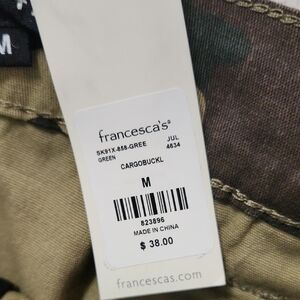 M
francesca's®
SK91X-858-GREE JUL
GREEN 4634
CARGOBUCKL
M
823896
MADE IN CHINA
$ 38.00
francescas.com